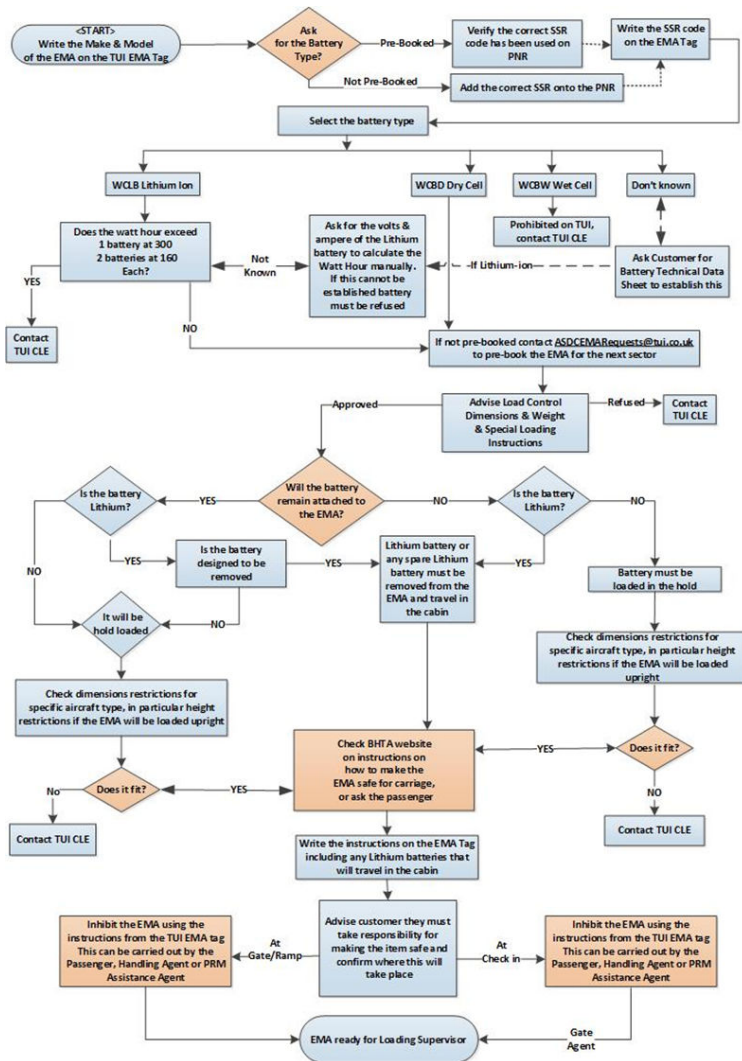 <START>
Write the Make & Model
of the EMA on the TUI EMA Tag
Ask
for the Battery
Type?
Pre-Booked
Verify the correct SSR
code has been used on
PNR
Write the SSR code
on the EMA Tag
Not Pre-Booked
Add the correct SSR onto the PNR
Select the battery type
WCLB Lithium Ion
WCBD Dry Cell
WCBW Wet Cell
Don't known
Does the watt hour exceed
1 battery at 300
2 batteries at 160
Each?
Not
Known
Ask for the volts &
ampere of the Lithium
battery to calculate the
Watt Hour manually.
If this cannot be
established battery
must be refused
Prohibited on TUI,
contact TUI CLE
If Lithium-ion
Ask Customer for
Battery Technical Data
Sheet to establish this
YES
Contact
TUI CLE
NO
If not pre-booked contact ASDCEMARequests@tui.co.uk
to pre-book the EMA for the next sector
Approved
Advise Load Control
Dimensions & Weight
& Special Loading
Instructions
Refused
Contact
TUI CLE
Is the battery
Lithium?
YES
Will the battery
remain attached to
the EMA?
NO
Is the battery
Lithium?
NO
NO
YES
Is the battery
designed to be
removed
YES
Lithium battery or
any spare Lithium
battery must be
removed from the
EMA and travel in
the cabin
YES
Battery must be
loaded in the hold
It will be
hold loaded
NO
Check dimensions restrictions for
specific aircraft type, in particular height
restrictions if the EMA will be loaded
upright
Check dimensions restrictions for
specific aircraft type, in particular height
restrictions if the EMA will be loaded upright
Check BHTA website
on instructions on
how to make the
EMA safe for carriage,
or ask the passenger
YES
Does it fit?
No
Does it fit?
YES
NO
Contact TUI CLE
Contact TUI CLE
Write the instructions on the EMA Tag
including any Lithium batteries that
will travel in the cabin
Inhibit the EMA using the
instructions from the TUI EMA tag
This can be carried out by the
Passenger, Handling Agent or PRM
Assistance Agent
At
Gate/Ramp
Advise customer they must
take responsibility for
making the item safe and
confirm where this will
take place
At
Check in
Inhibit the EMA using the
instructions from the TUI EMA tag
This can be carried out by the
Passenger, Handling Agent or PRM
Assistance Agent
EMA ready for Loading Supervisor
Gate
Agent